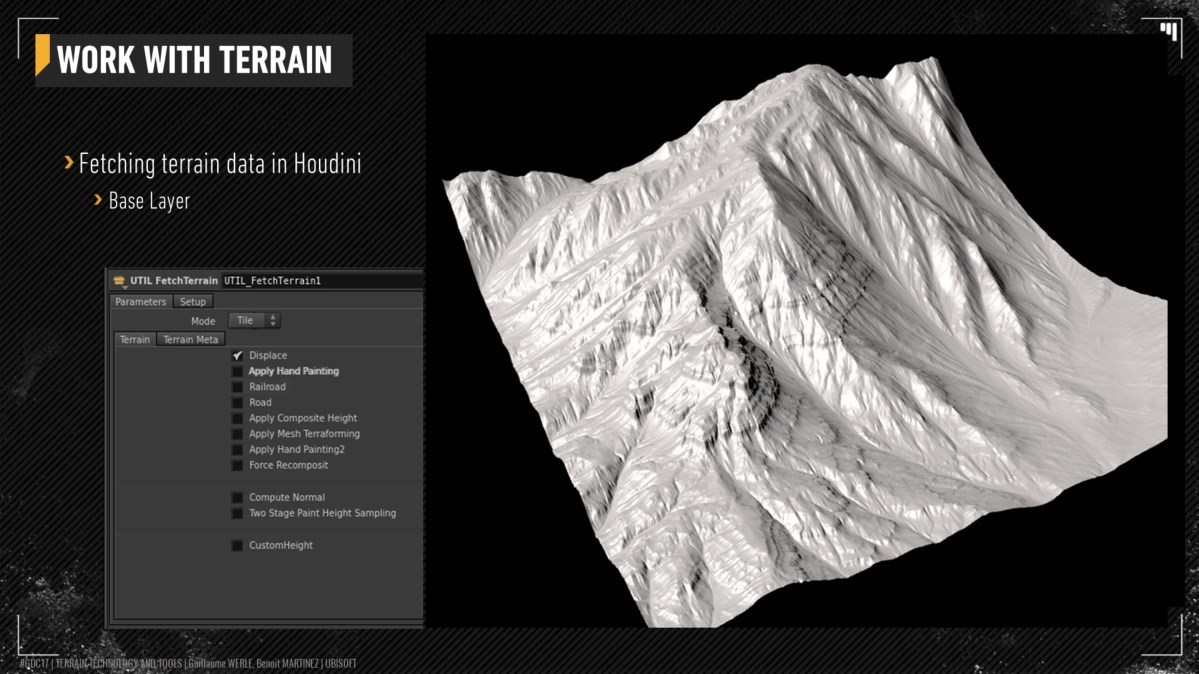 WORK WITH TERRAIN
Fetching terrain data in Houdini
Base Layer
UTIL FetchTerrain UTIL_FetchTerrain1
Parameters Setup
Mode Tile
Terrain Terrain Meta
Displace
Apply Hand Painting
Railroad
Road
Apply Composite Height
Apply Mesh Terraforming
Apply Hand Painting2
Force Recomposit
Compute Normal
Two Stage Paint Height Sampling
CustomHeight
#GDC17 | TERRAIN TECHNOLOGY AND TOOLS | Guillaume WERLE, Benoit MARTINEZ | UBISOFT